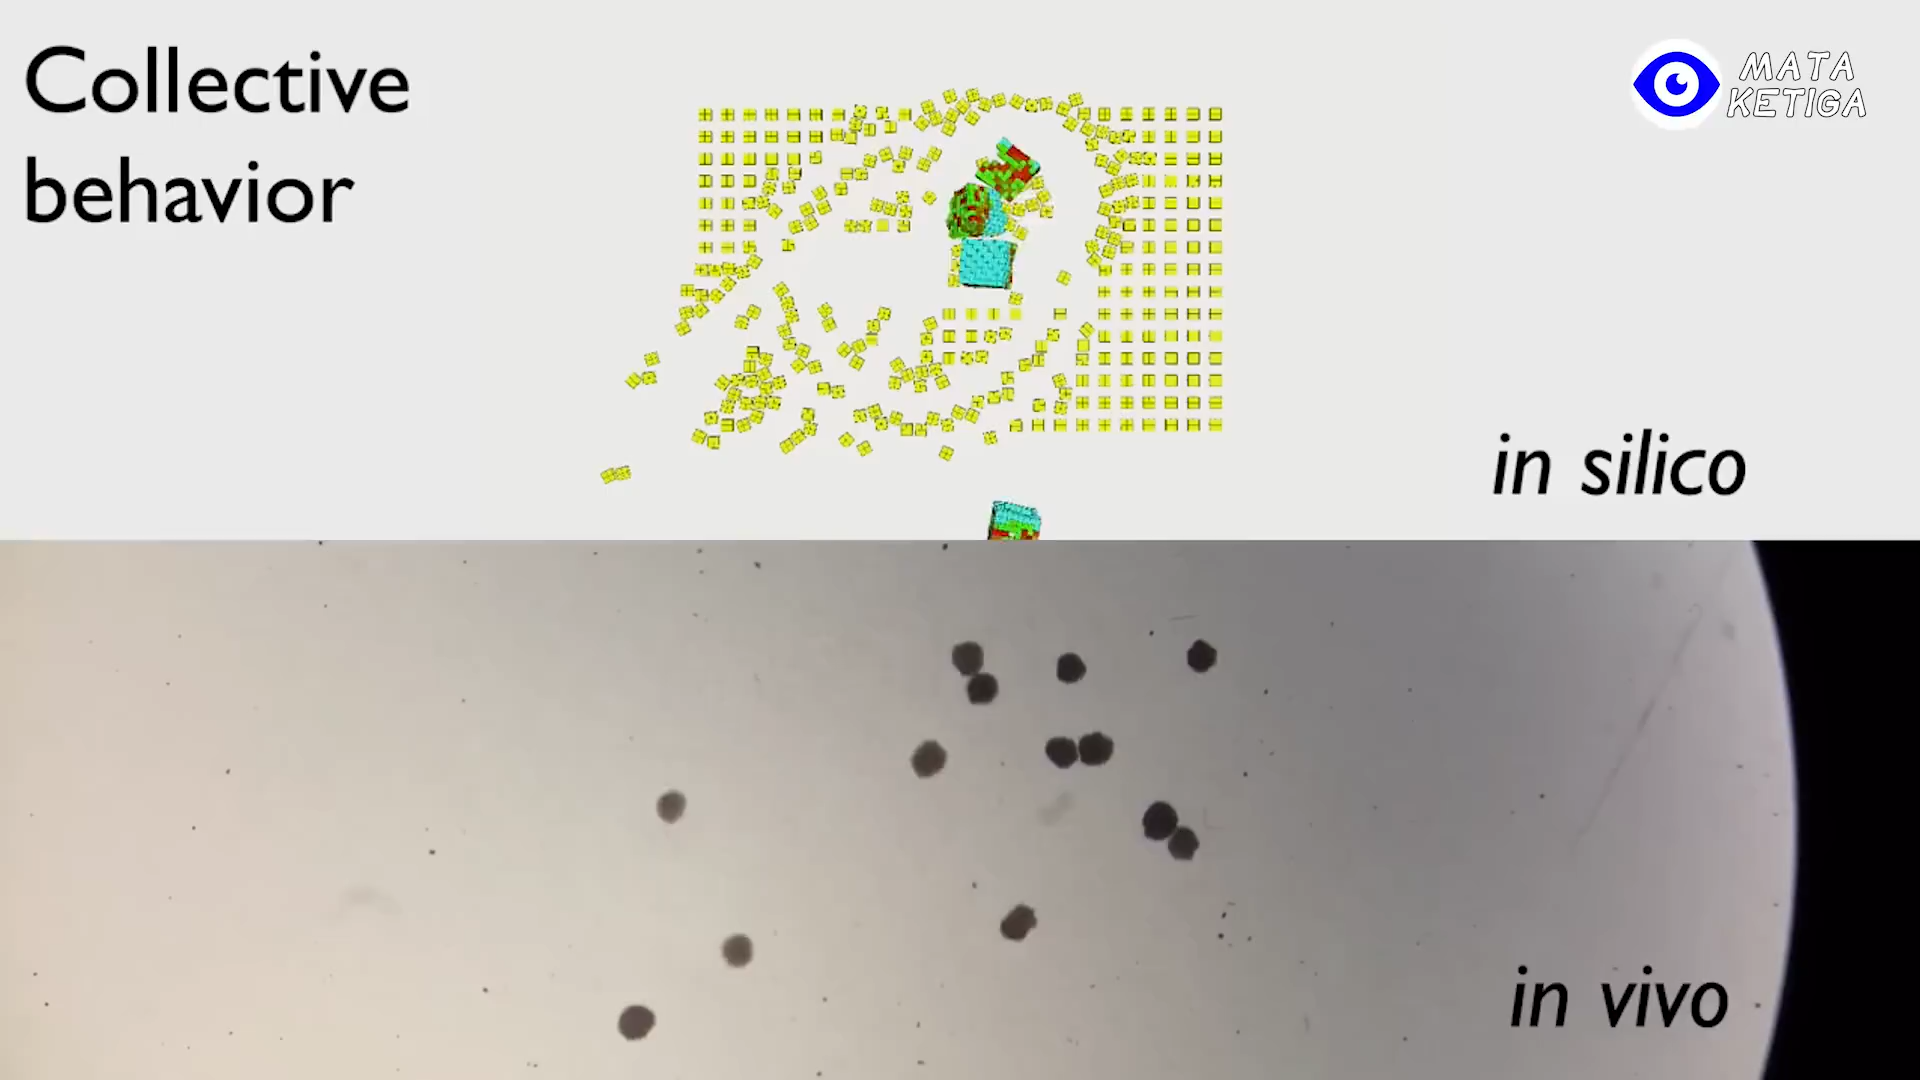 Collective
behavior
MATA
KETIGA
in silico
in vivo